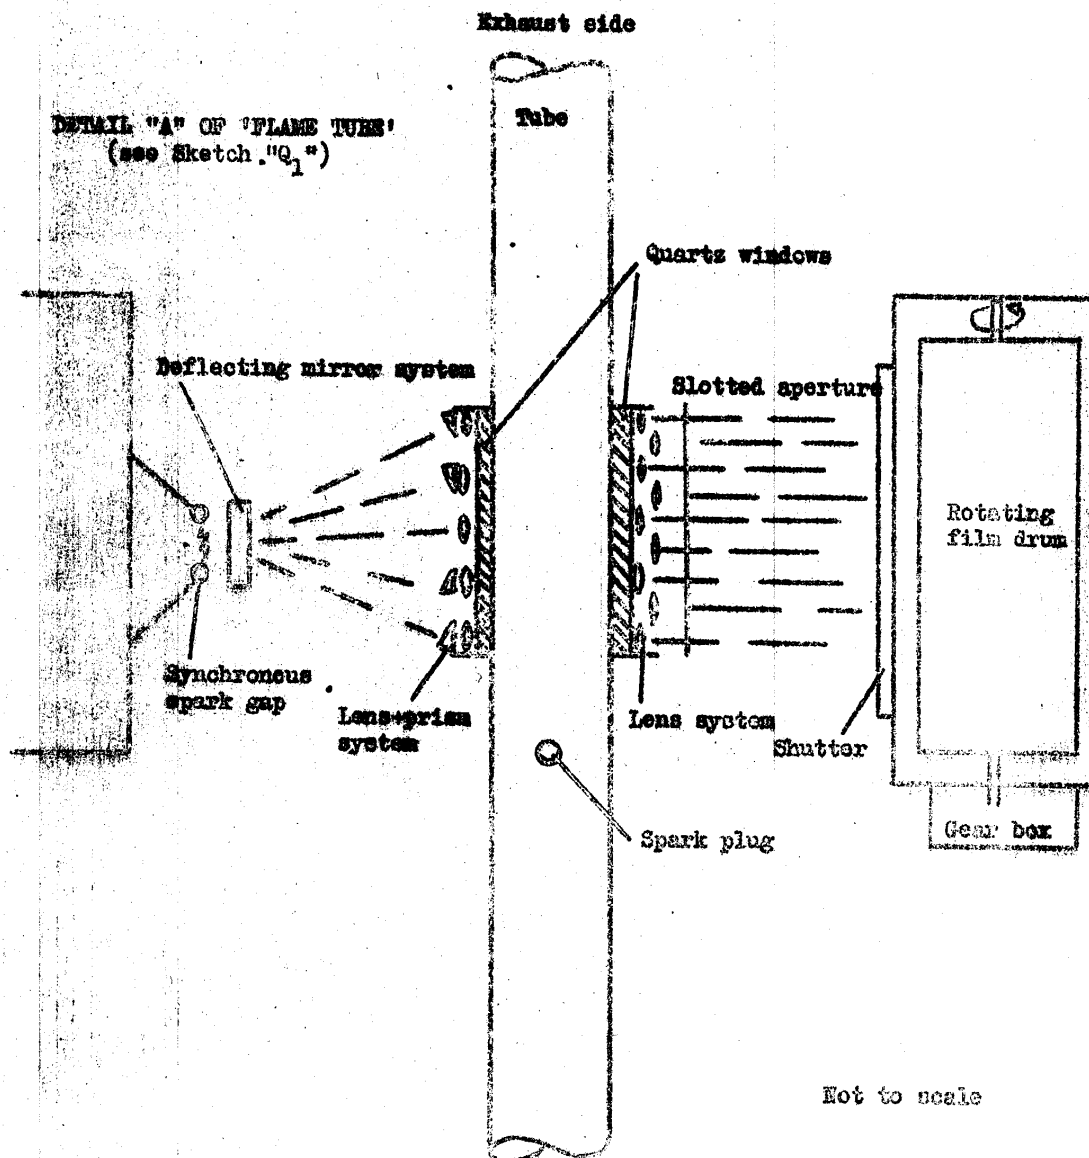 Exhaust side
Tube
DETAIL "A" OF 'FLAME TUBE'
(see Sketch "Q1")
Quartz windows
Deflecting mirror system
Slotted aperture
Rotating
film drum
Synchronous
spark gap
Lens+prism
system
Lens system
Shutter
Spark plug
Gear box
Not to scale